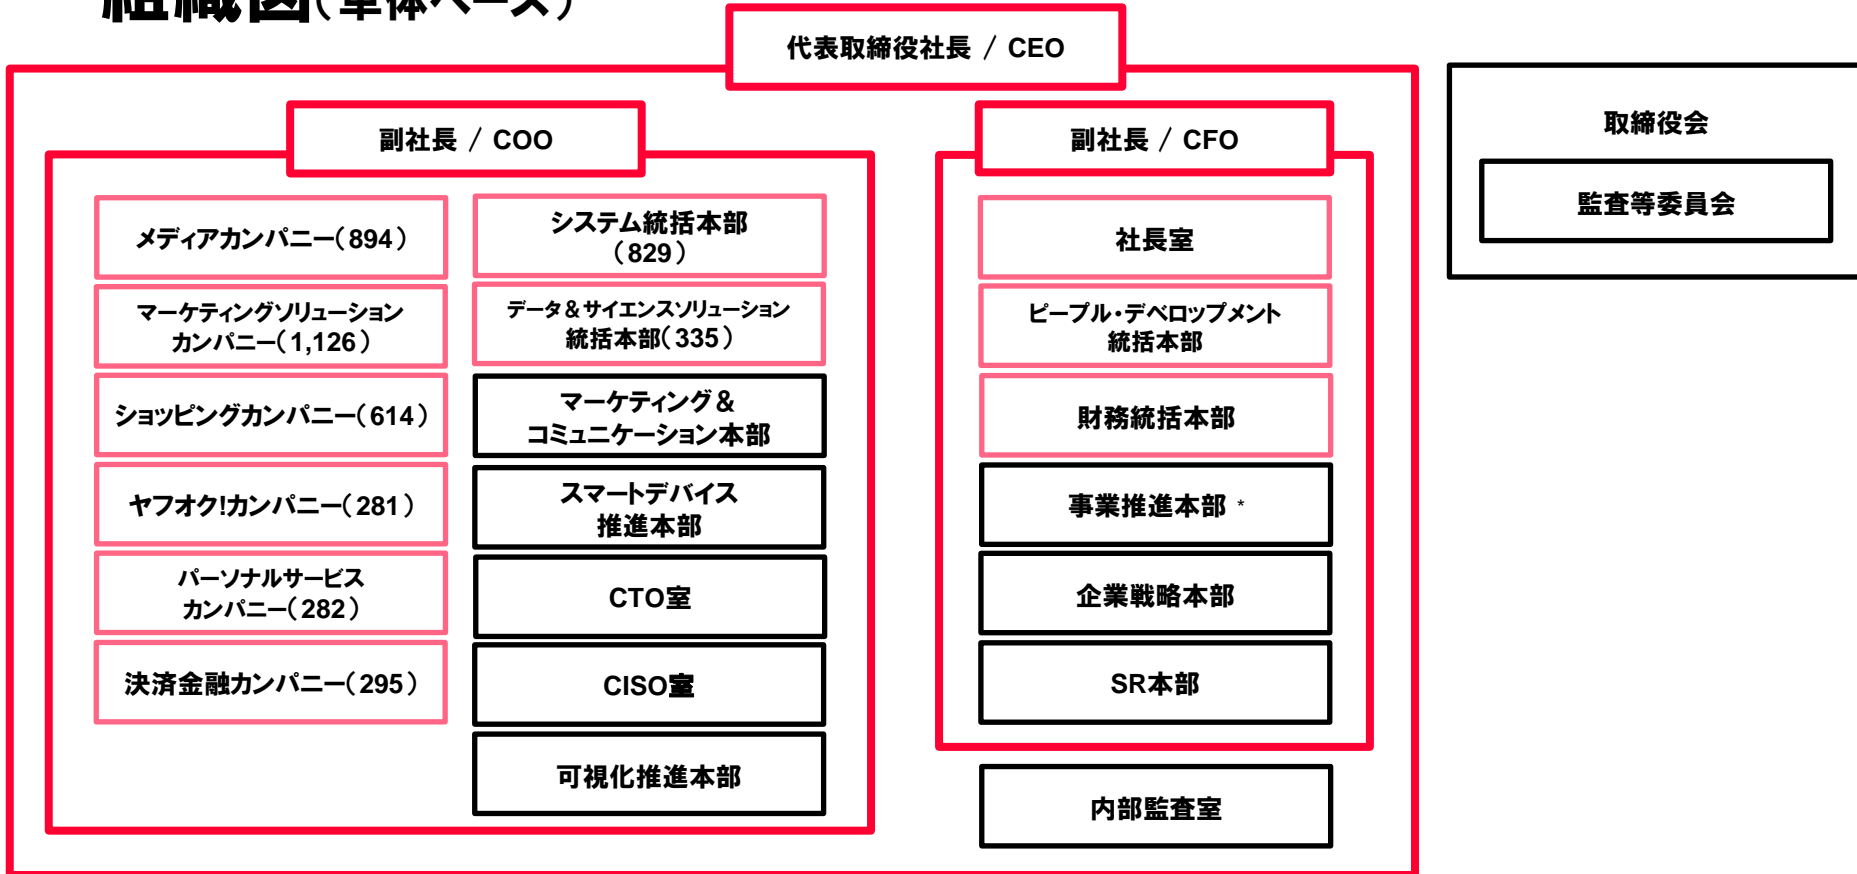 組織図(単体ベース)
代表取締役社長 / CEO
副社長 / COO
メディアカンパニー(894)
マーケティングソリューション
カンパニー(1,126)
ショッピングカンパニー(614)
ヤフオク!カンパニー(281)
パーソナルサービス
カンパニー(282)
決済金融カンパニー(295)
システム統括本部
(829)
データ&サイエンスソリューション
統括本部(335)
マーケティング&
コミュニケーション本部
スマートデバイス
推進本部
CTO室
CISO室
可視化推進本部
副社長 / CFO
社長室
ピープル・デベロップメント
統括本部
財務統括本部
事業推進本部 *
企業戦略本部
SR本部
内部監査室
取締役会
監査等委員会